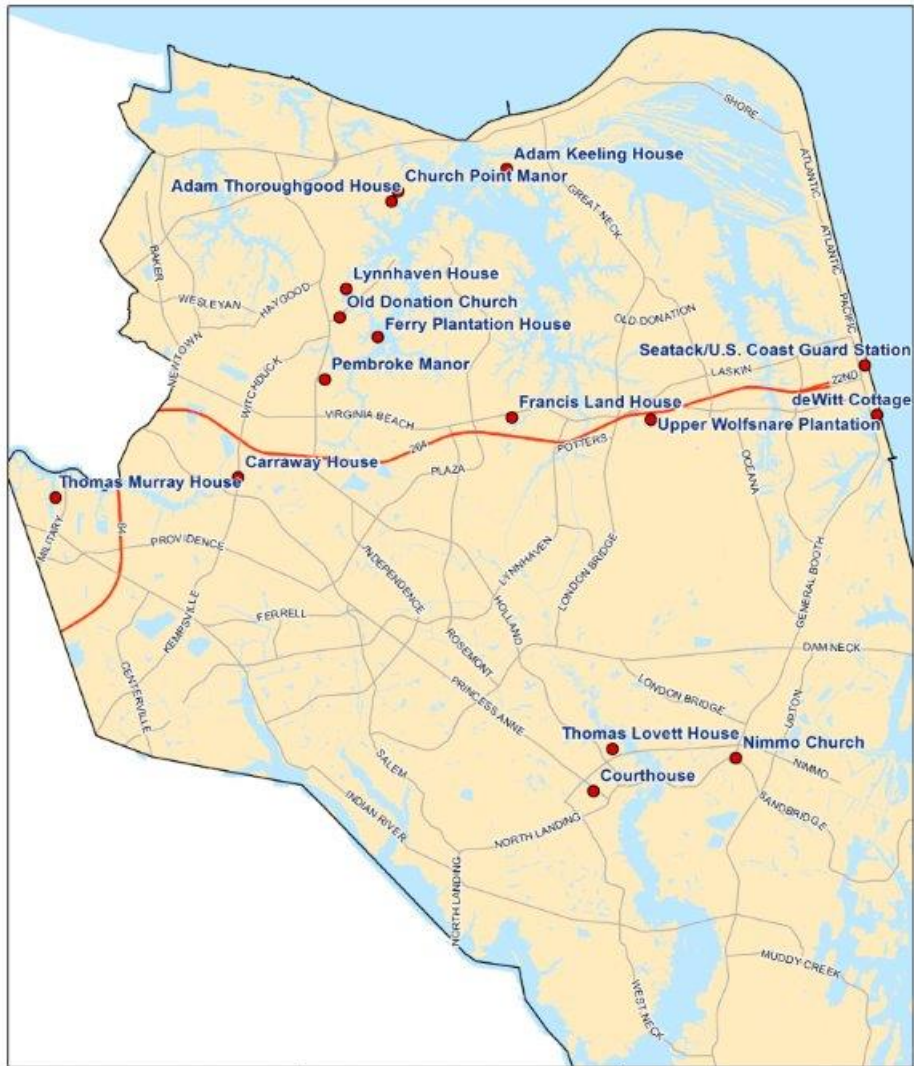 SHORE
ATLANTIC
Adam Keeling House
Church Point Manor
Adam Thoroughgood House
GREAT NECK
ATLANTIC
BAKER
Lynnhaven House
WESLEYAN
HAYGOOD
PACIFIC
Old Donation Church
OLD DONATION
Ferry Plantation House
Seatack/U.S. Coast Guard Station
NEWTOWN
WITCHDUCK
Pembroke Manor
LASKIN
22ND
Francis Land House
deWitt Cottage
VIRGINIA BEACH
Upper Wolfsnare Plantation
264
POTTERS
Carraway House
PLAZA
OCEANA
Thomas Murray House
MILITARY
64
PROVIDENCE
INDEPENDENCE
LYNNHAVEN
LONDON BRIDGE
GENERAL BOOTH
KEMPSVILLE
FERRELL
HOLLAND
ROSEMONT
DAM NECK
CENTERVILLE
PRINCESS ANNE
LONDON BRIDGE
UPTON
Thomas Lovett House
Nimmo Church
SALEM
NIMMO
Courthouse
INDIAN RIVER
NORTH LANDING
SANDBRIDGE
NORTH LANDING
MUDDY CREEK
WEST NECK